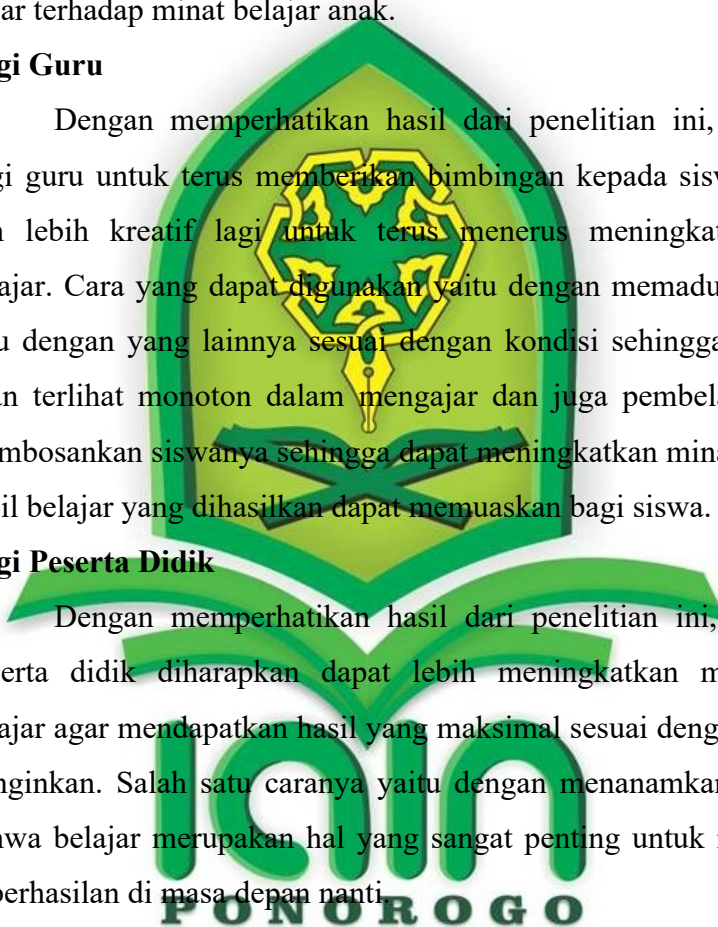 ar terhadap minat belajar anak.
gi Guru
Dengan memperhatikan hasil dari penelitian ini,
gi guru untuk terus memberikan bimbingan kepada sisw
n lebih kreatif lagi untuk terus menerus meningkat
ajar. Cara yang dapat digunakan yaitu dengan memadu
u dengan yang lainnya sesuai dengan kondisi sehingga
an terlihat monoton dalam mengajar dan juga pembela
mbosankan siswanya sehingga dapat meningkatkan mina
il belajar yang dihasilkan dapat memuaskan bagi siswa.
gi Peserta Didik
Dengan memperhatikan hasil dari penelitian ini,
erta didik diharapkan dapat lebih meningkatkan m
ajar agar mendapatkan hasil yang maksimal sesuai deng
nginkan. Salah satu caranya yaitu dengan menanamkan
hwa belajar merupakan hal yang sangat penting untuk
berhasilan di masa depan nanti.
iain
PONOROGO